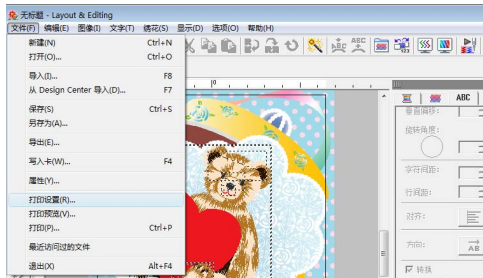 无标题 - Layout & Editing
文件(F) 编辑(E) 图像(I) 文字(T) 绣花(S) 显示(D) 选项(O) 帮助(H)
新建(N) Ctrl+N
打开(O)... Ctrl+O
导入(I)... F8
从 Design Center 导入(D)... F7
保存(S) Ctrl+S
另存为(A)...
导出(E)...
写入卡(W)... F4
属性(Y)...
打印设置(R)...
打印预览(V)...
打印(P)... Ctrl+P
最近访问过的文件
退出(X) Alt+F4
ABC
ABC
垂直偏移:
旋转角度:
字符间距:
行间距:
对齐:
方向:
AB
转换